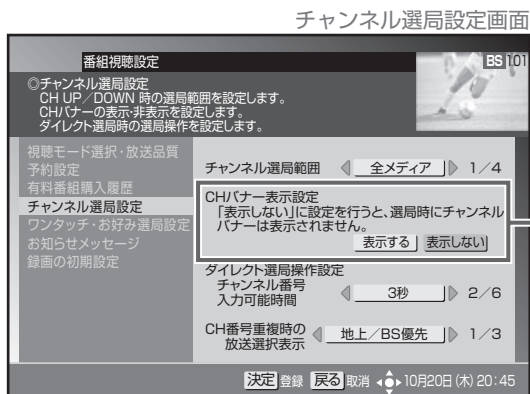 チャンネル選局設定画面
番組視聴設定
BS 101
◎チャンネル選局設定
CH UP／DOWN 時の選局範囲を設定します。
CHバナーの表示・非表示を設定します。
ダイレクト選局時の選局操作を設定します。
視聴モード選択・放送品質
予約設定
有料番組購入履歴
チャンネル選局設定
ワンタッチ・お好み選局設定
お知らせメッセージ
録画の初期設定
チャンネル選局範囲 全メディア 1／4
CHバナー表示設定
「表示しない」に設定を行うと、選局時にチャンネル
バナーは表示されません。
表示する 表示しない
ダイレクト選局操作設定
チャンネル番号
入力可能時間 3秒 2／6
CH番号重複時の
放送選択表示 地上／BS優先 1／3
決定 登録 戻る 取消 10月20日(木) 20:45